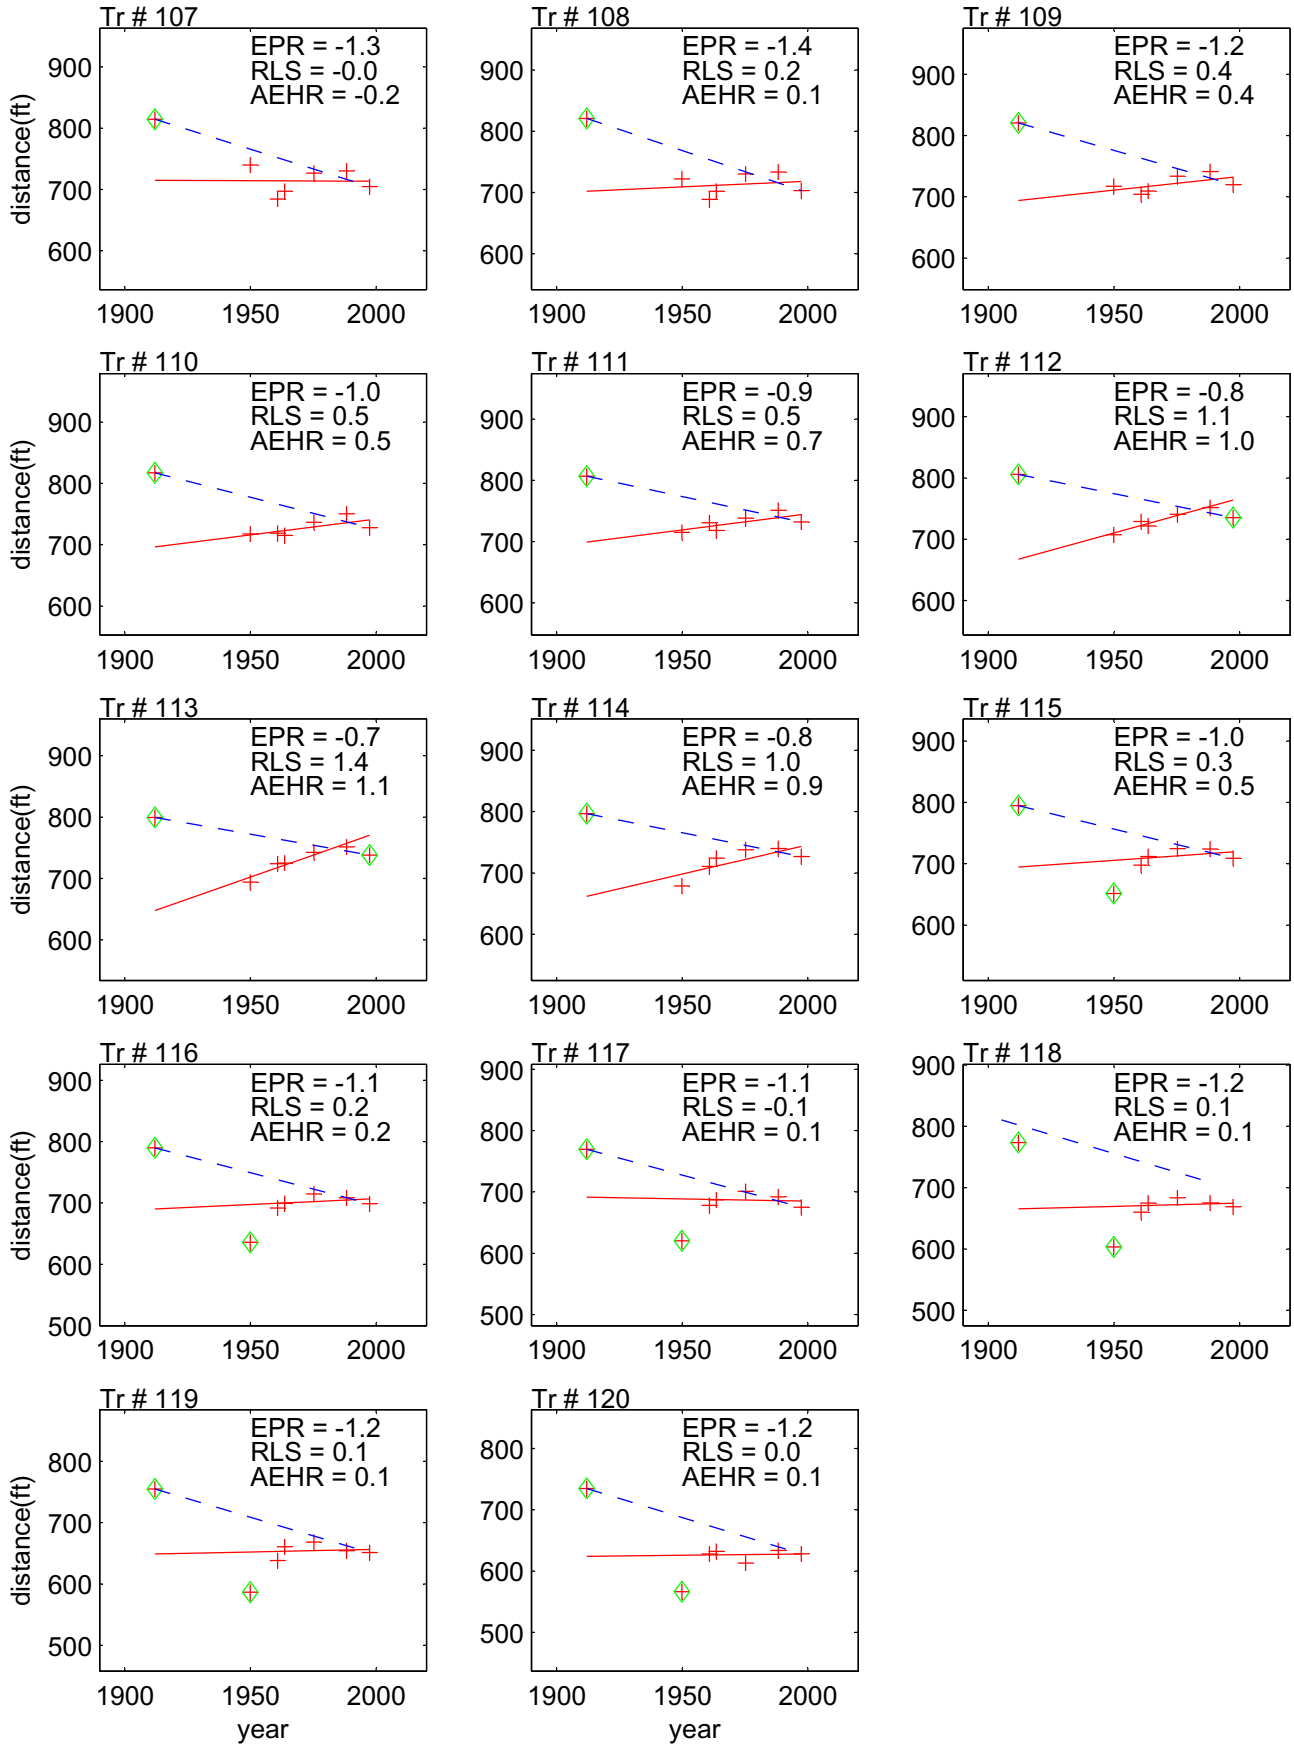 Tr # 107
EPR = -1.3
RLS = -0.0
AEHR = -0.2
900
800
700
600
distance(ft)
1900 1950 2000
Tr # 108
EPR = -1.4
RLS = 0.2
AEHR = 0.1
900
800
700
600
1900 1950 2000
Tr # 109
EPR = -1.2
RLS = 0.4
AEHR = 0.4
900
800
700
600
1900 1950 2000
Tr # 110
EPR = -1.0
RLS = 0.5
AEHR = 0.5
900
800
700
600
distance(ft)
1900 1950 2000
Tr # 111
EPR = -0.9
RLS = 0.5
AEHR = 0.7
900
800
700
600
1900 1950 2000
Tr # 112
EPR = -0.8
RLS = 1.1
AEHR = 1.0
900
800
700
600
1900 1950 2000
Tr # 113
EPR = -0.7
RLS = 1.4
AEHR = 1.1
900
800
700
600
distance(ft)
1900 1950 2000
Tr # 114
EPR = -0.8
RLS = 1.0
AEHR = 0.9
900
800
700
600
1900 1950 2000
Tr # 115
EPR = -1.0
RLS = 0.3
AEHR = 0.5
900
800
700
600
1900 1950 2000
Tr # 116
EPR = -1.1
RLS = 0.2
AEHR = 0.2
900
800
700
600
500
distance(ft)
1900 1950 2000
Tr # 117
EPR = -1.1
RLS = -0.1
AEHR = 0.1
900
800
700
600
500
1900 1950 2000
Tr # 118
EPR = -1.2
RLS = 0.1
AEHR = 0.1
900
800
700
600
500
1900 1950 2000
Tr # 119
EPR = -1.2
RLS = 0.1
AEHR = 0.1
800
700
600
500
distance(ft)
1900 1950 2000
year
Tr # 120
EPR = -1.2
RLS = 0.0
AEHR = 0.1
800
700
600
500
1900 1950 2000
year